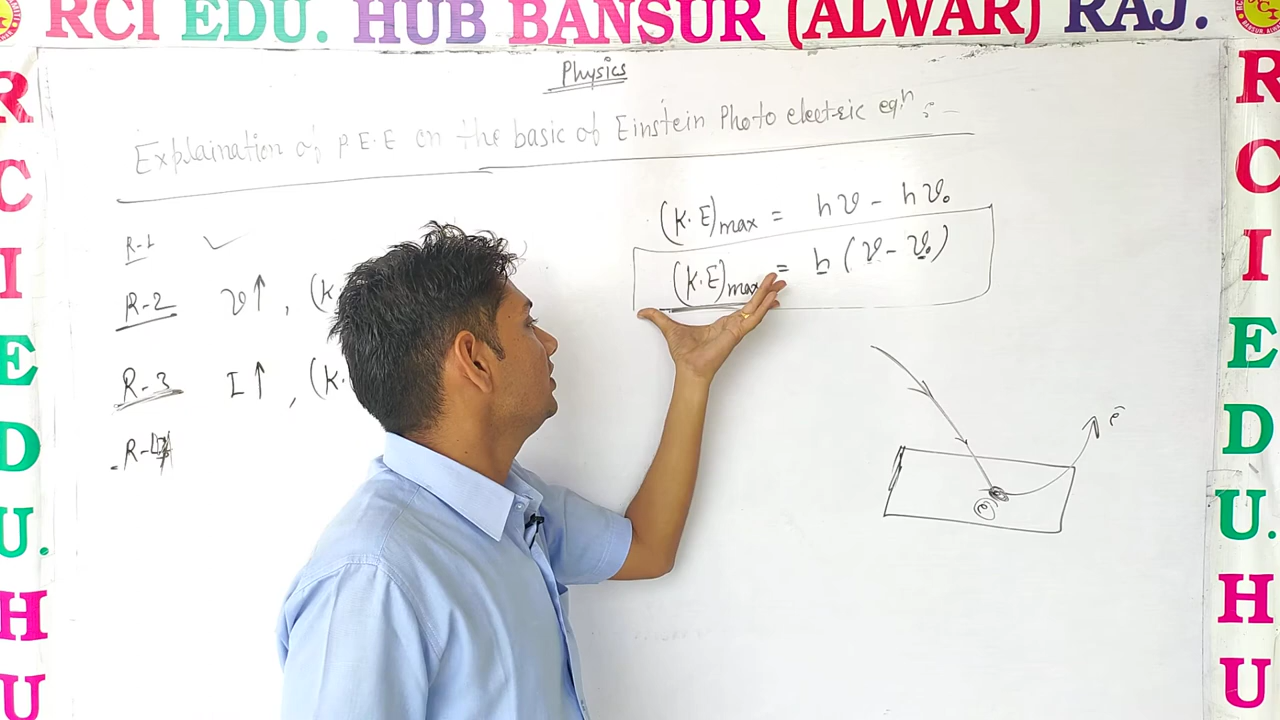 RCI EDU. HUB BANSUR (ALWAR) RAJ.
Physics
Explaination of P.E.E on the basic of Einstein Photo electric eqⁿ :-
(K.E)max = hν - hν₀
(K.E)max = h (ν - ν₀)
R-1 ✓
R-2 ν↑, (K.
R-3 I↑, (K.
R-4
e⁻
e
R
C
I
E
D
U.
H
U
R
C
I
E
D
U.
H
U